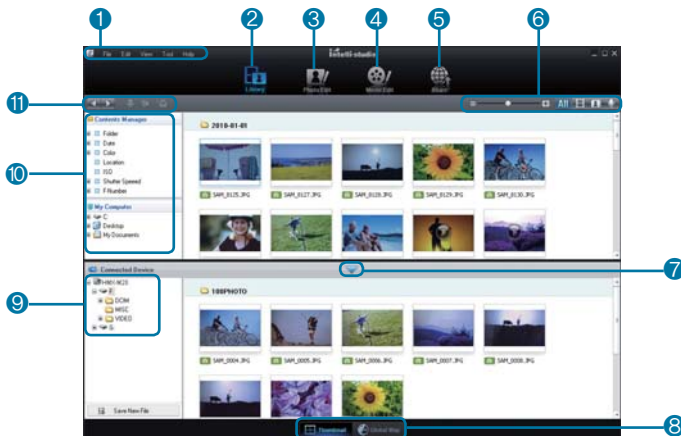 1
2
3
4
5
6
File Edit View Tool Help
Intelli-studio
Library
Photo Edit
Movie Edit
Share
11
All
Contents Manager
Folder
Date
Color
Location
ISO
Shutter Speed
F Number
10
My Computer
C
Desktop
My Documents
2010-01-01
SAM_0125.JPG
SAM_0127.JPG
SAM_0128.JPG
SAM_0129.JPG
SAM_0130.JPG
Connected Device
7
9
HMX-M20
E
DCIM
MISC
VIDEO
G
Save New File
100PHOTO
SAM_0004.JPG
SAM_0005.JPG
SAM_0006.JPG
SAM_0007.JPG
SAM_0008.JPG
Thumbnail
Global Map
8